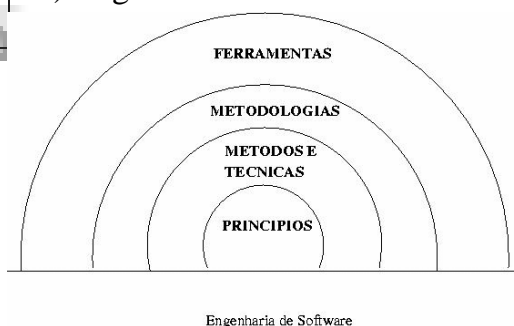 FERRAMENTAS
METODOLOGIAS
METODOS E
TECNICAS
PRINCIPIOS
Engenharia de Software